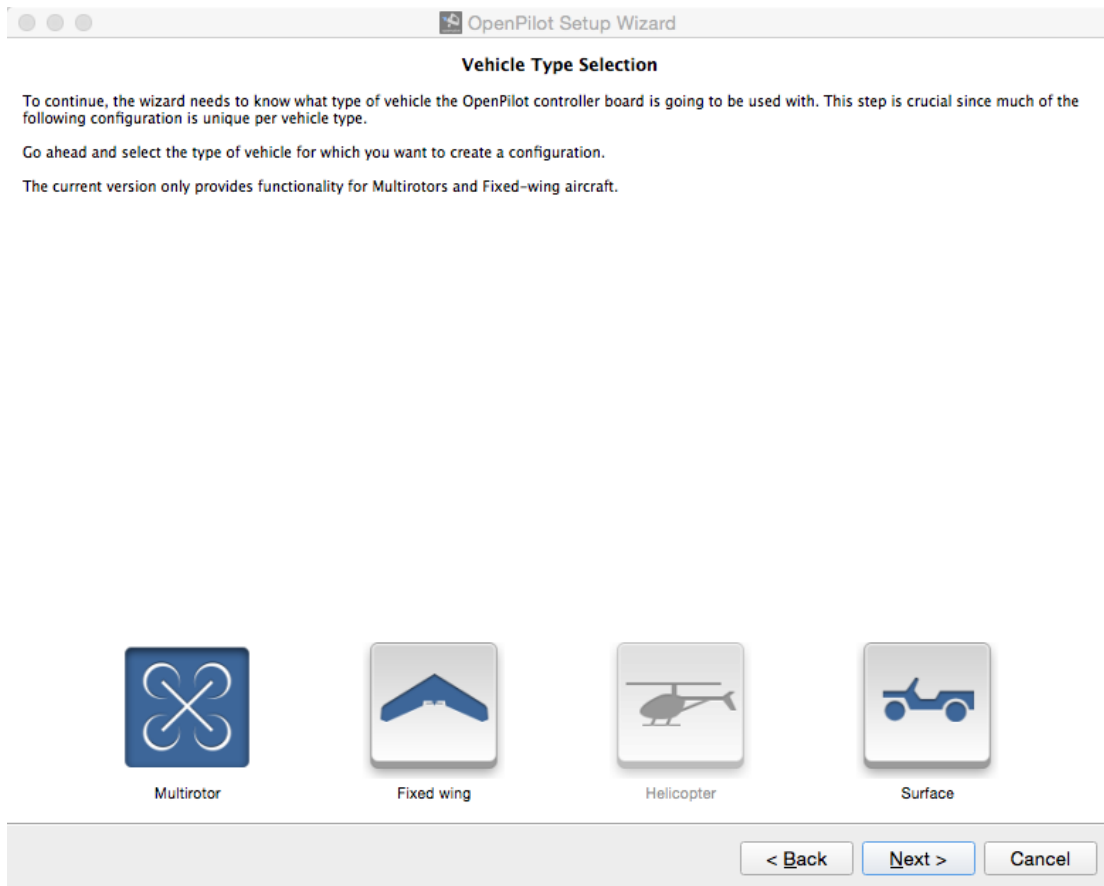 OpenPilot Setup Wizard
Vehicle Type Selection
To continue, the wizard needs to know what type of vehicle the OpenPilot controller board is going to be used with. This step is crucial since much of the
following configuration is unique per vehicle type.
Go ahead and select the type of vehicle for which you want to create a configuration.
The current version only provides functionality for Multirotors and Fixed-wing aircraft.
Multirotor
Fixed wing
Helicopter
Surface
< Back
Next >
Cancel